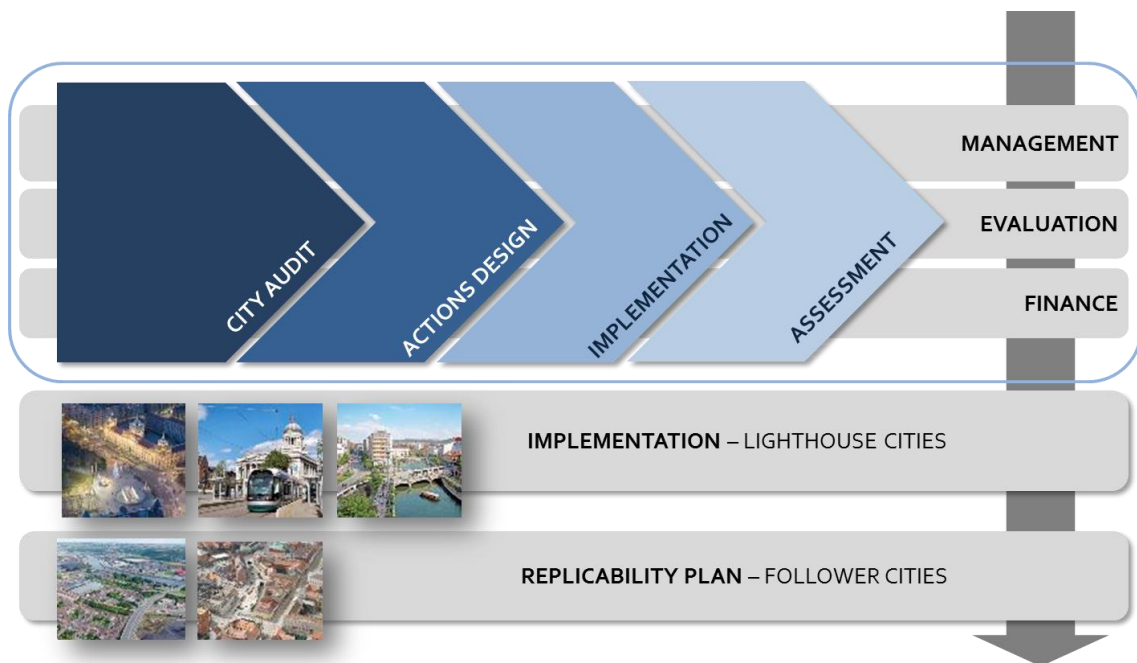 CITY AUDIT
ACTIONS DESIGN
IMPLEMENTATION
ASSESSMENT
MANAGEMENT
EVALUATION
FINANCE
IMPLEMENTATION – LIGHTHOUSE CITIES
REPLICABILITY PLAN – FOLLOWER CITIES